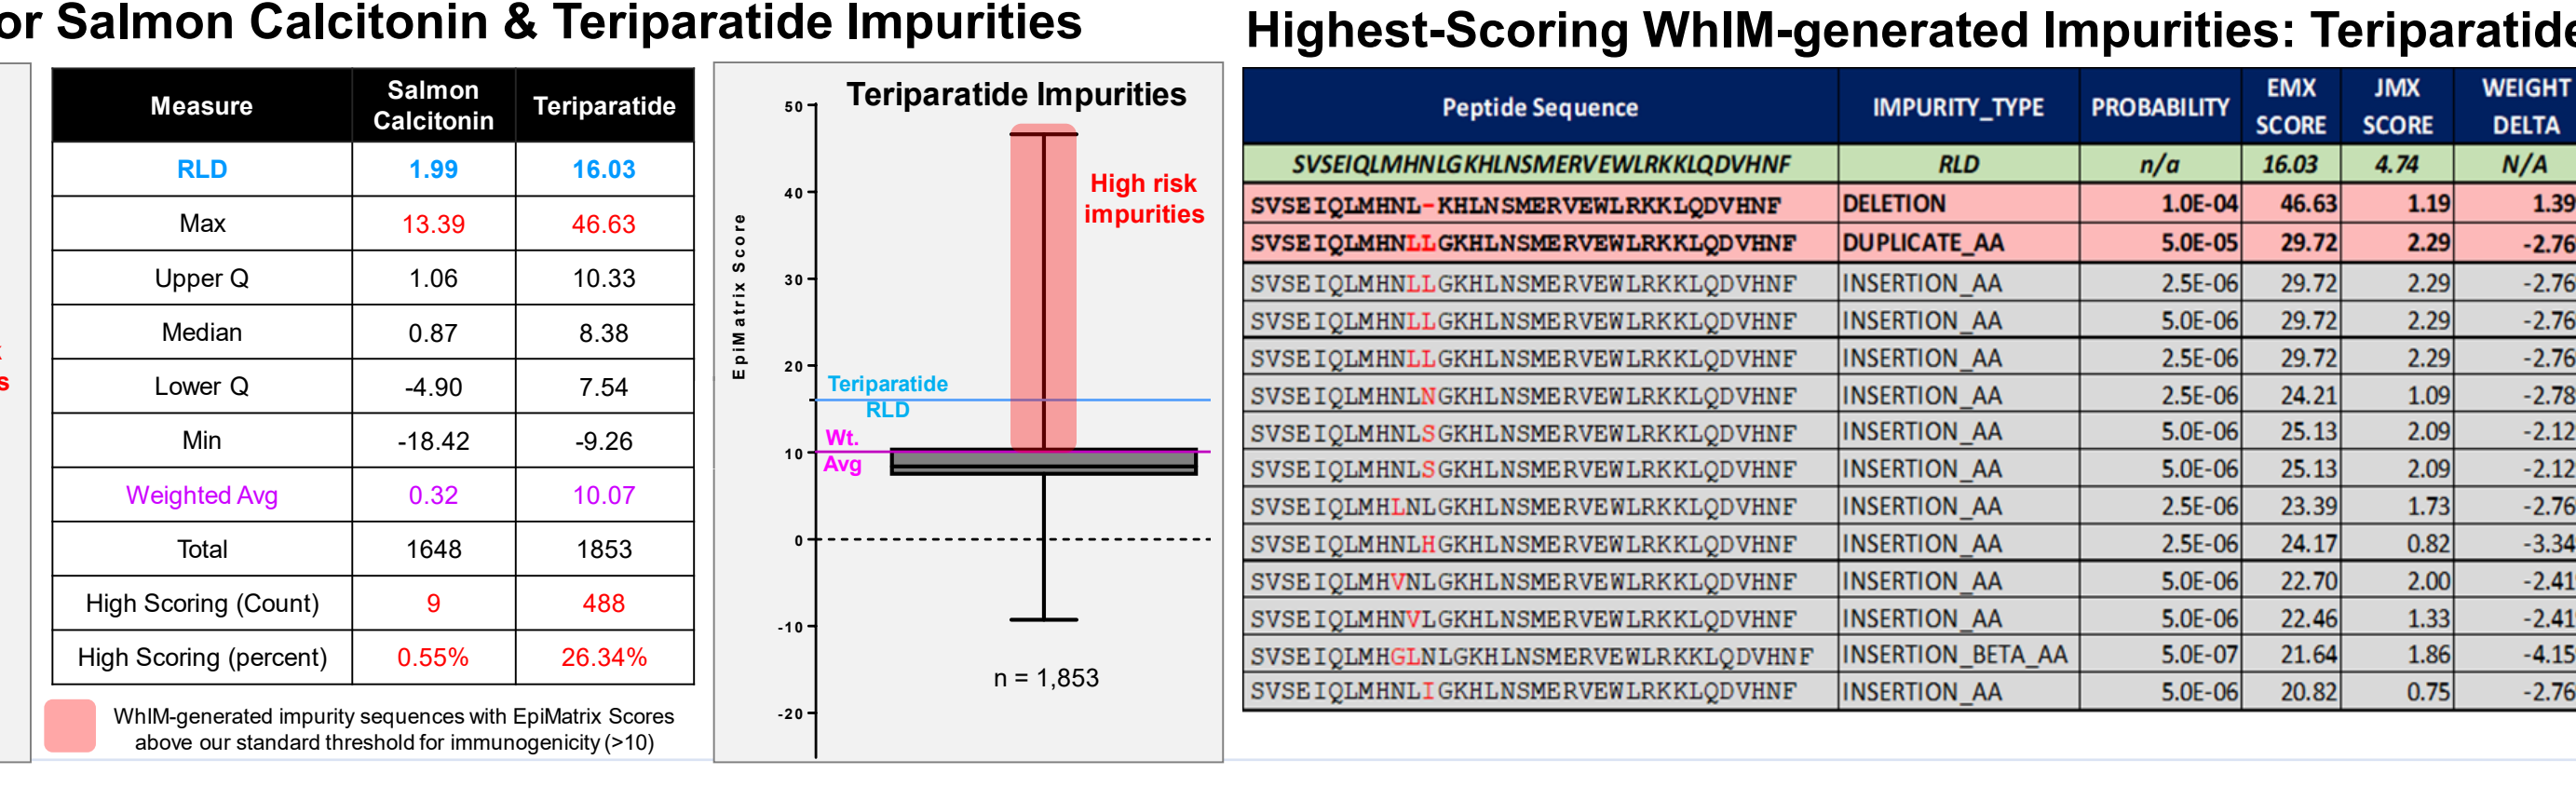 or Salmon Calcitonin & Teriparatide Impurities
Measure Salmon Calcitonin Teriparatide
RLD 1.99 16.03
Max 13.39 46.63
Upper Q 1.06 10.33
Median 0.87 8.38
Lower Q -4.90 7.54
Min -18.42 -9.26
Weighted Avg 0.32 10.07
Total 1648 1853
High Scoring (Count) 9 488
High Scoring (percent) 0.55% 26.34%
WhIM-generated impurity sequences with EpiMatrix Scores
above our standard threshold for immunogenicity (>10)
Teriparatide Impurities
EpiMatrix Score
50
40
30
20
10
0
-10
-20
High risk
impurities
Teriparatide
RLD
Wt.
Avg
n = 1,853
Highest-Scoring WhIM-generated Impurities: Teriparatide
Peptide Sequence IMPURITY_TYPE PROBABILITY EMX SCORE JMX SCORE WEIGHT DELTA
SVSEIQLMHNLGKHLNSMERVEWLRKKLQDVHNF RLD n/a 16.03 4.74 N/A
SVSEIQLMHNL-KHLNSMERVEWLRKKLQDVHNF DELETION 1.0E-04 46.63 1.19 1.39
SVSEIQLMHNLLGKHLNSMERVEWLRKKLQDVHNF DUPLICATE_AA 5.0E-05 29.72 2.29 -2.76
SVSEIQLMHNLLGKHLNSMERVEWLRKKLQDVHNF INSERTION_AA 2.5E-06 29.72 2.29 -2.76
SVSEIQLMHNLLGKHLNSMERVEWLRKKLQDVHNF INSERTION_AA 5.0E-06 29.72 2.29 -2.76
SVSEIQLMHNLLGKHLNSMERVEWLRKKLQDVHNF INSERTION_AA 2.5E-06 29.72 2.29 -2.76
SVSEIQLMHNLNGKHLNSMERVEWLRKKLQDVHNF INSERTION_AA 2.5E-06 24.21 1.09 -2.78
SVSEIQLMHNLSGKHLNSMERVEWLRKKLQDVHNF INSERTION_AA 5.0E-06 25.13 2.09 -2.12
SVSEIQLMHNLSGKHLNSMERVEWLRKKLQDVHNF INSERTION_AA 5.0E-06 25.13 2.09 -2.12
SVSEIQLMHLNLGKHLNSMERVEWLRKKLQDVHNF INSERTION_AA 2.5E-06 23.39 1.73 -2.76
SVSEIQLMHNLHGKHLNSMERVEWLRKKLQDVHNF INSERTION_AA 2.5E-06 24.17 0.82 -3.34
SVSEIQLMHVNLGKHLNSMERVEWLRKKLQDVHNF INSERTION_AA 5.0E-06 22.70 2.00 -2.41
SVSEIQLMHNVLGKHLNSMERVEWLRKKLQDVHNF INSERTION_AA 5.0E-06 22.46 1.33 -2.41
SVSEIQLMHGLNLGKHLNSMERVEWLRKKLQDVHNF INSERTION_BETA_AA 5.0E-07 21.64 1.86 -4.15
SVSEIQLMHNLIGKHLNSMERVEWLRKKLQDVHNF INSERTION_AA 5.0E-06 20.82 0.75 -2.76